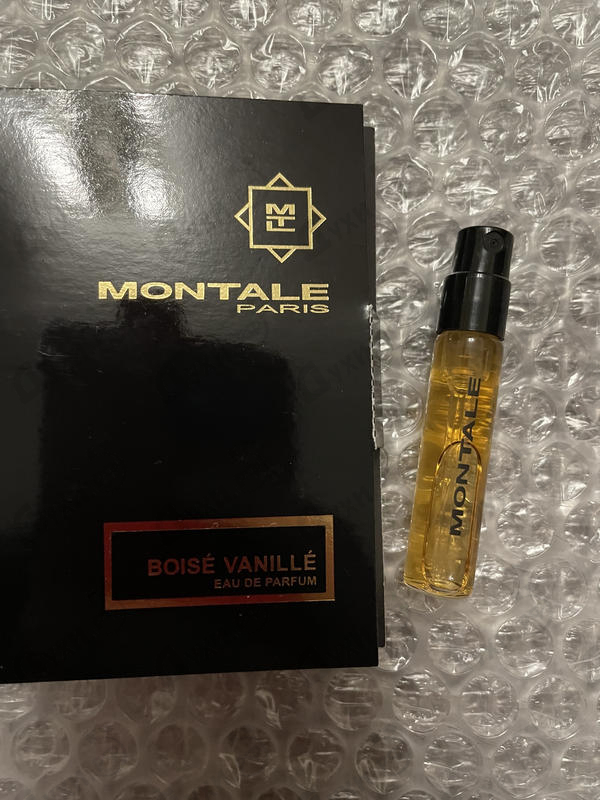 MTL
MONTALE
PARIS
BOISÉ VANILLÉ
EAU DE PARFUM
MONTALE